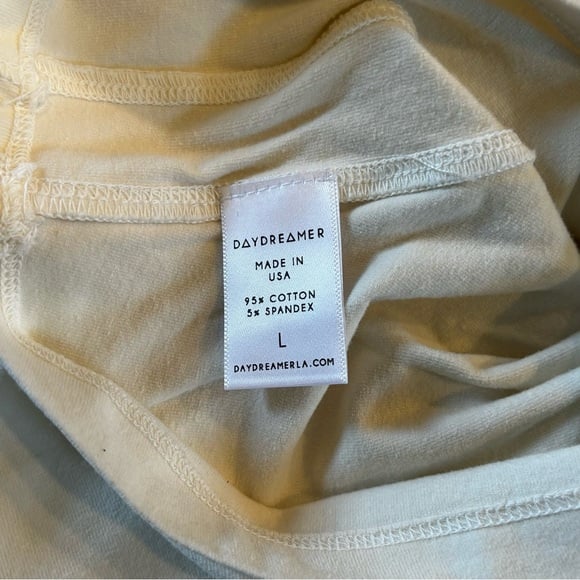 DAYDREAMER
MADE IN
USA
95% COTTON
5% SPANDEX
L
DAYDREAMERLA.COM